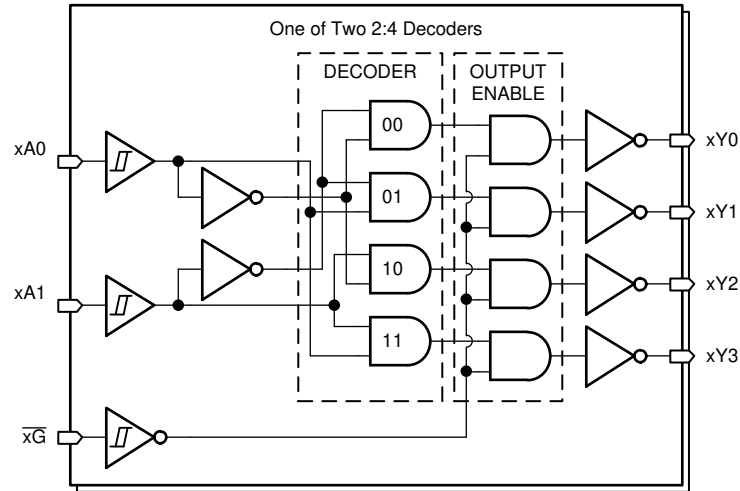 One of Two 2:4 Decoders
DECODER
OUTPUT
ENABLE
xA0
00
xY0
01
xY1
xA1
10
xY2
11
xY3
x̅G̅